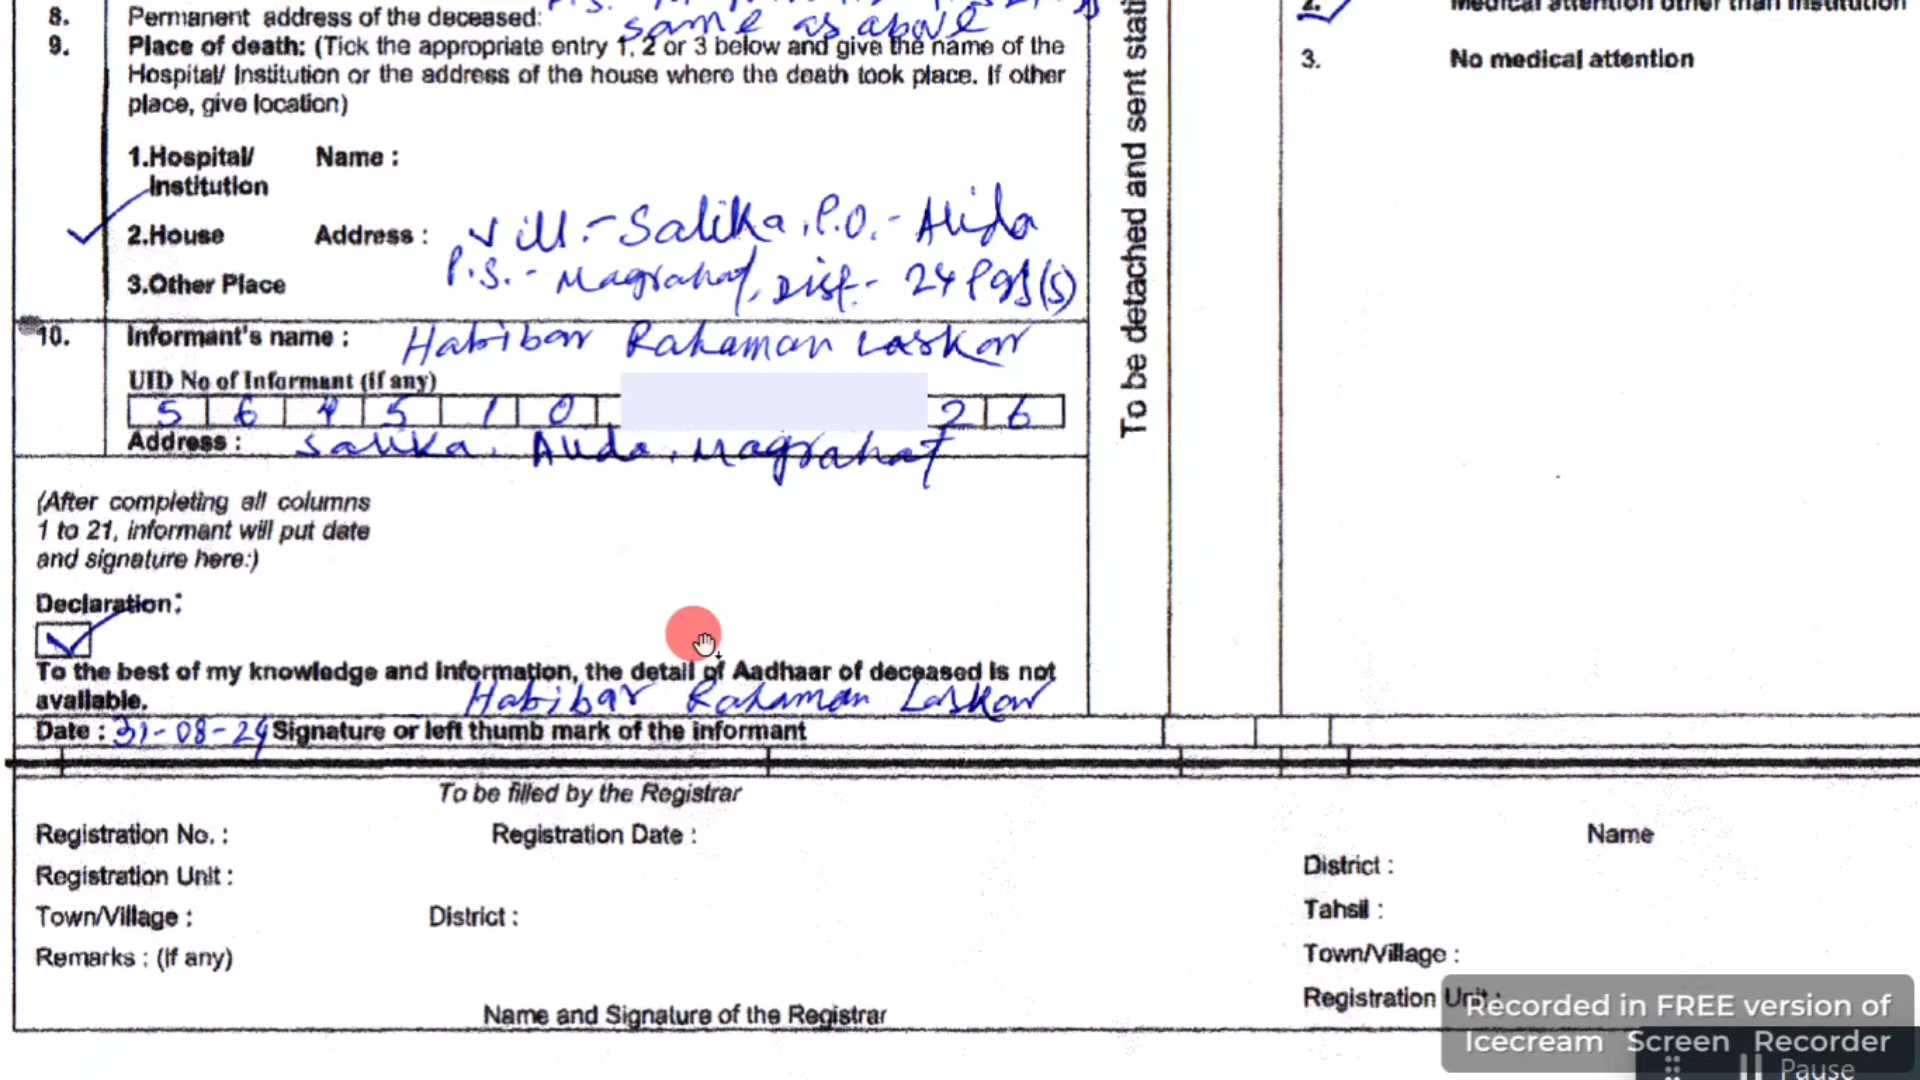 8. Permanent address of the deceased:
same as above
9. Place of death: (Tick the appropriate entry 1, 2 or 3 below and give the name of the
Hospital/ Institution or the address of the house where the death took place. If other
place, give location)
1.Hospital/ Name :
Institution
2.House Address : Vill.- Salika, P.O.- Alida
P.S.- Magrahat, Dist.- 24 Pgs(S)
3.Other Place
10. Informant's name : Habibar Rahaman Laskar
UID No of Informant (if any)
5 6 4 5 1 0 2 6
Address : Salika, Alida, Magrahat
(After completing all columns
1 to 21, informant will put date
and signature here:)
Declaration:
To the best of my knowledge and Information, the detail of Aadhaar of deceased is not
available. Habibar Rahaman Laskar
Date : 31-08-24 Signature or left thumb mark of the informant
To be filled by the Registrar
Registration No. : Registration Date :
Registration Unit :
Town/Village : District :
Remarks : (If any)
Name and Signature of the Registrar
To be detached and sent stati
2. Medical attention other than Institution
3. No medical attention
Name
District :
Tahsil :
Town/Village :
Registration Unit :
Recorded in FREE version of
Icecream Screen Recorder
Pause